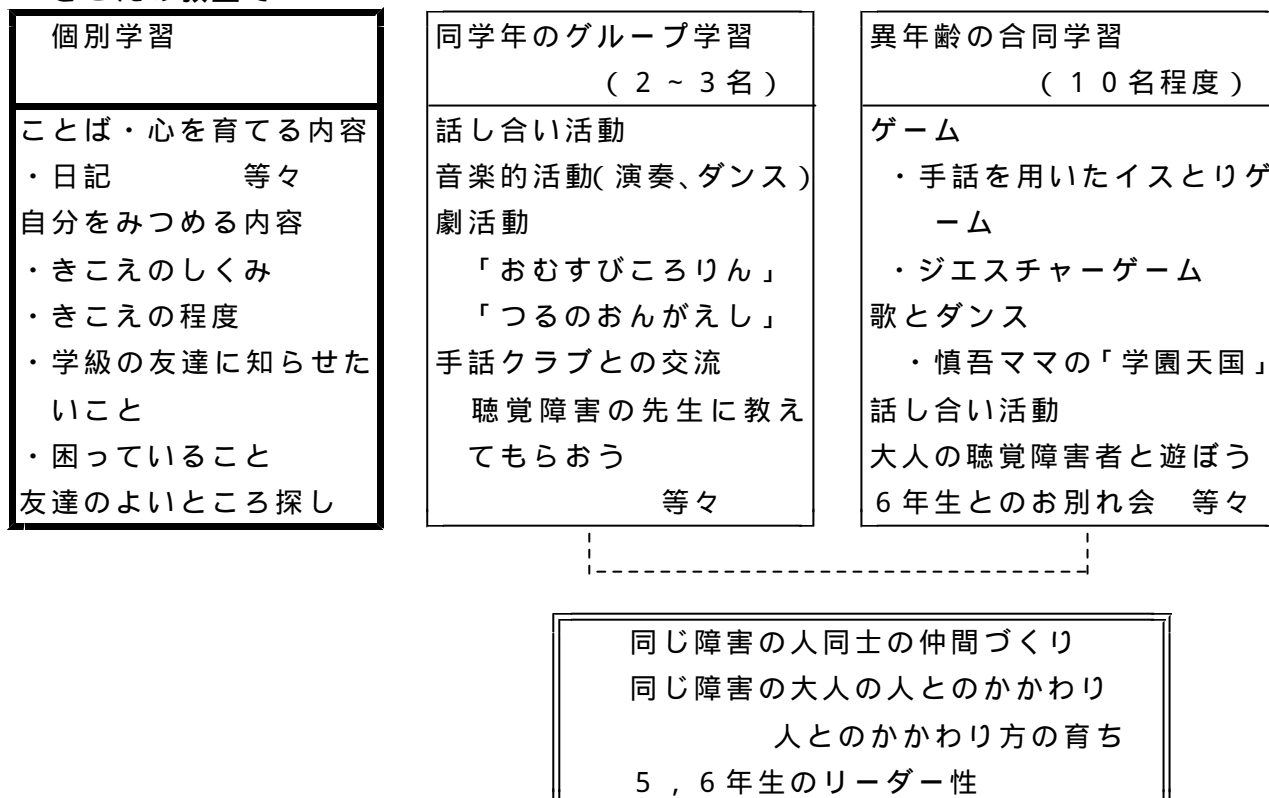 個別学習
ことば・心を育てる内容
・日記　　　等々
自分をみつめる内容
・きこえのしくみ
・きこえの程度
・学級の友達に知らせた
いこと
・困っていること
友達のよいところ探し
同学年のグループ学習
(2~3名)
話し合い活動
音楽的活動(演奏、ダンス)
劇活動
「おむすびころりん」
「つるのおんがえし」
手話クラブとの交流
聴覚障害の先生に教え
てもらおう
等々
異年齢の合同学習
(10名程度)
ゲーム
・手話を用いたイスとりゲ
ーム
・ジエスチャーゲーム
歌とダンス
・慎吾ママの「学園天国」
話し合い活動
大人の聴覚障害者と遊ぼう
6年生とのお別れ会　等々
同じ障害の人同士の仲間づくり
同じ障害の大人の人とのかかわり
人とのかかわり方の育ち
5,6年生のリーダー性